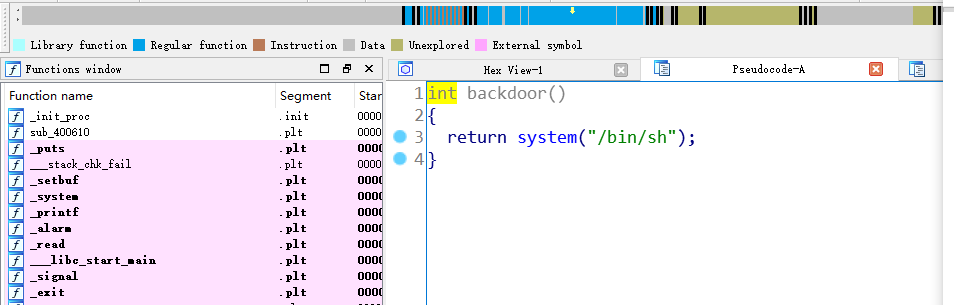 Library function Regular function Instruction Data Unexplored External symbol
Functions window
Hex View-1
Pseudocode-A
Function name Segment Star
f _init_proc .init 0000
f sub_400610 .plt 0000
f _puts .plt 0000
f ___stack_chk_fail .plt 0000
f _setbuf .plt 0000
f _system .plt 0000
f _printf .plt 0000
f _alarm .plt 0000
f _read .plt 0000
f ___libc_start_main .plt 0000
f _signal .plt 0000
f _exit .plt 0000
1 int backdoor()
2 {
3 return system("/bin/sh");
4 }